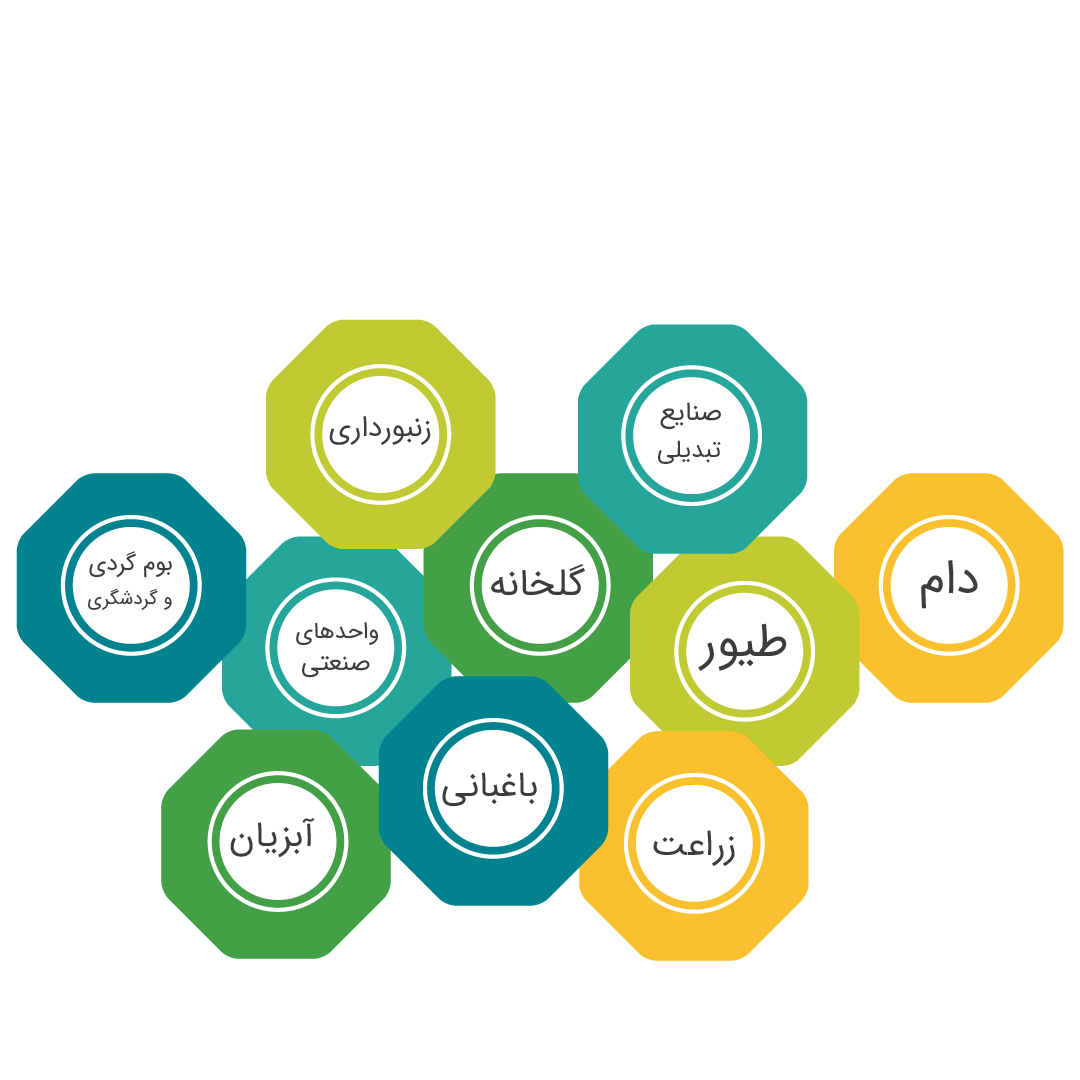 صنایع
تبدیلی
زنبورداری
دام
گلخانه
بوم گردی
و گردشگری
طیور
واحدهای
صنعتی
باغبانی
زراعت
آبزیان